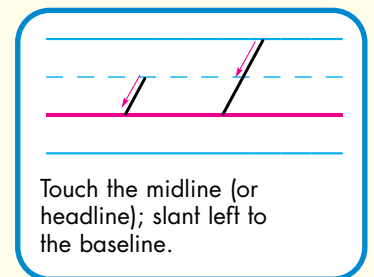 Touch the midline (or
headline); slant left to
the baseline.